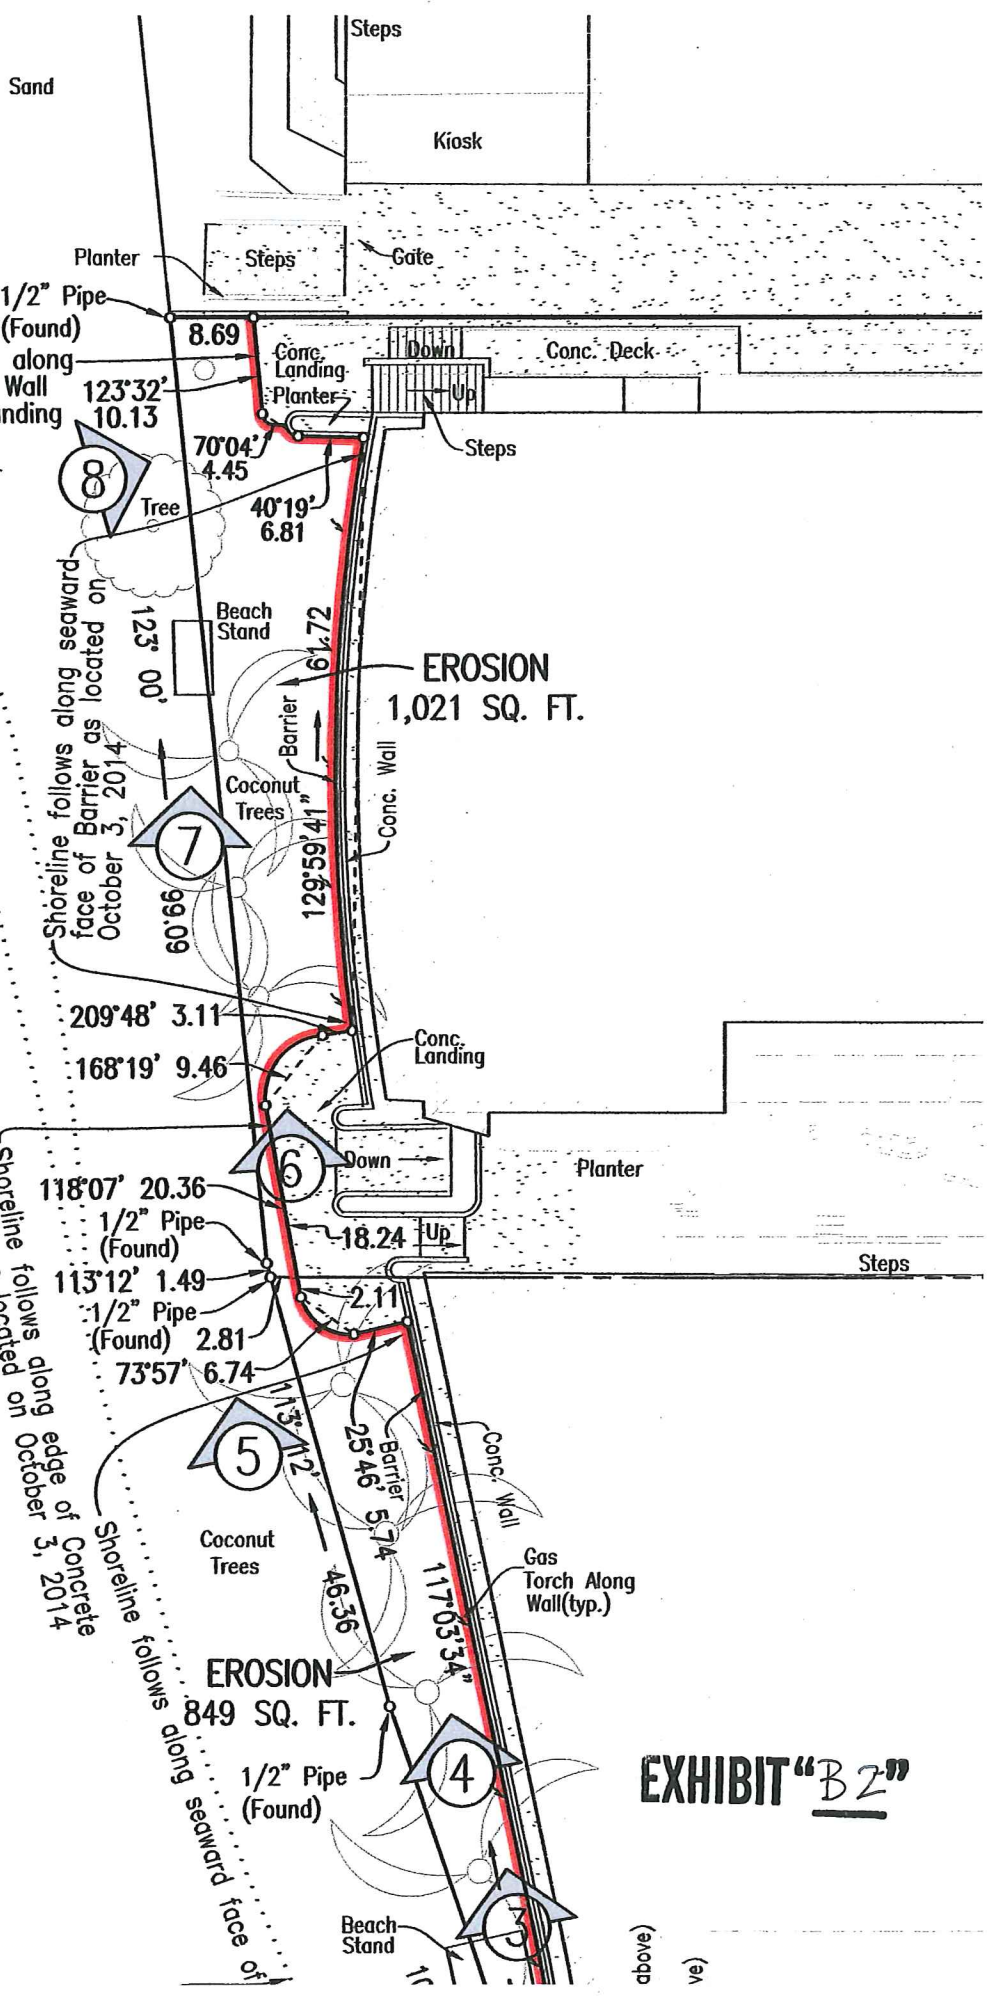 Steps
Sand
Kiosk
Planter
Steps
Gate
1/2" Pipe
(Found)
along
Wall
8.69
Conc.
Landing
Down
Conc. Deck
123°32'
10.13
Planter
Up
Steps
70°04'
4.45
8
Tree
40°19'
6.81
Shoreline follows along seaward
face of Barrier as located on
October 3, 2014
123° 00'
Beach
Stand
61.72
EROSION
1,021 SQ. FT.
Barrier
Coconut
Trees
Conc. Wall
7
129°59'41"
99.09
209°48' 3.11
168°19' 9.46
Conc.
Landing
6
Down
Planter
118°07' 20.36
1/2" Pipe
(Found)
18.24
Up
Steps
113°12' 1.49
1/2" Pipe
(Found)
2.81
2.11
73°57' 6.74
Shoreline follows along edge of Concrete
located on October 3, 2014
113° 12'
25°46' 5.74
Barrier
Conc. Wall
5
Coconut
Trees
46.36
Gas
Torch Along
Wall(typ.)
117°03'34"
Shoreline follows along seaward face of
EROSION
849 SQ. FT.
4
1/2" Pipe
(Found)
EXHIBIT "B2"
3
Beach
Stand
above)